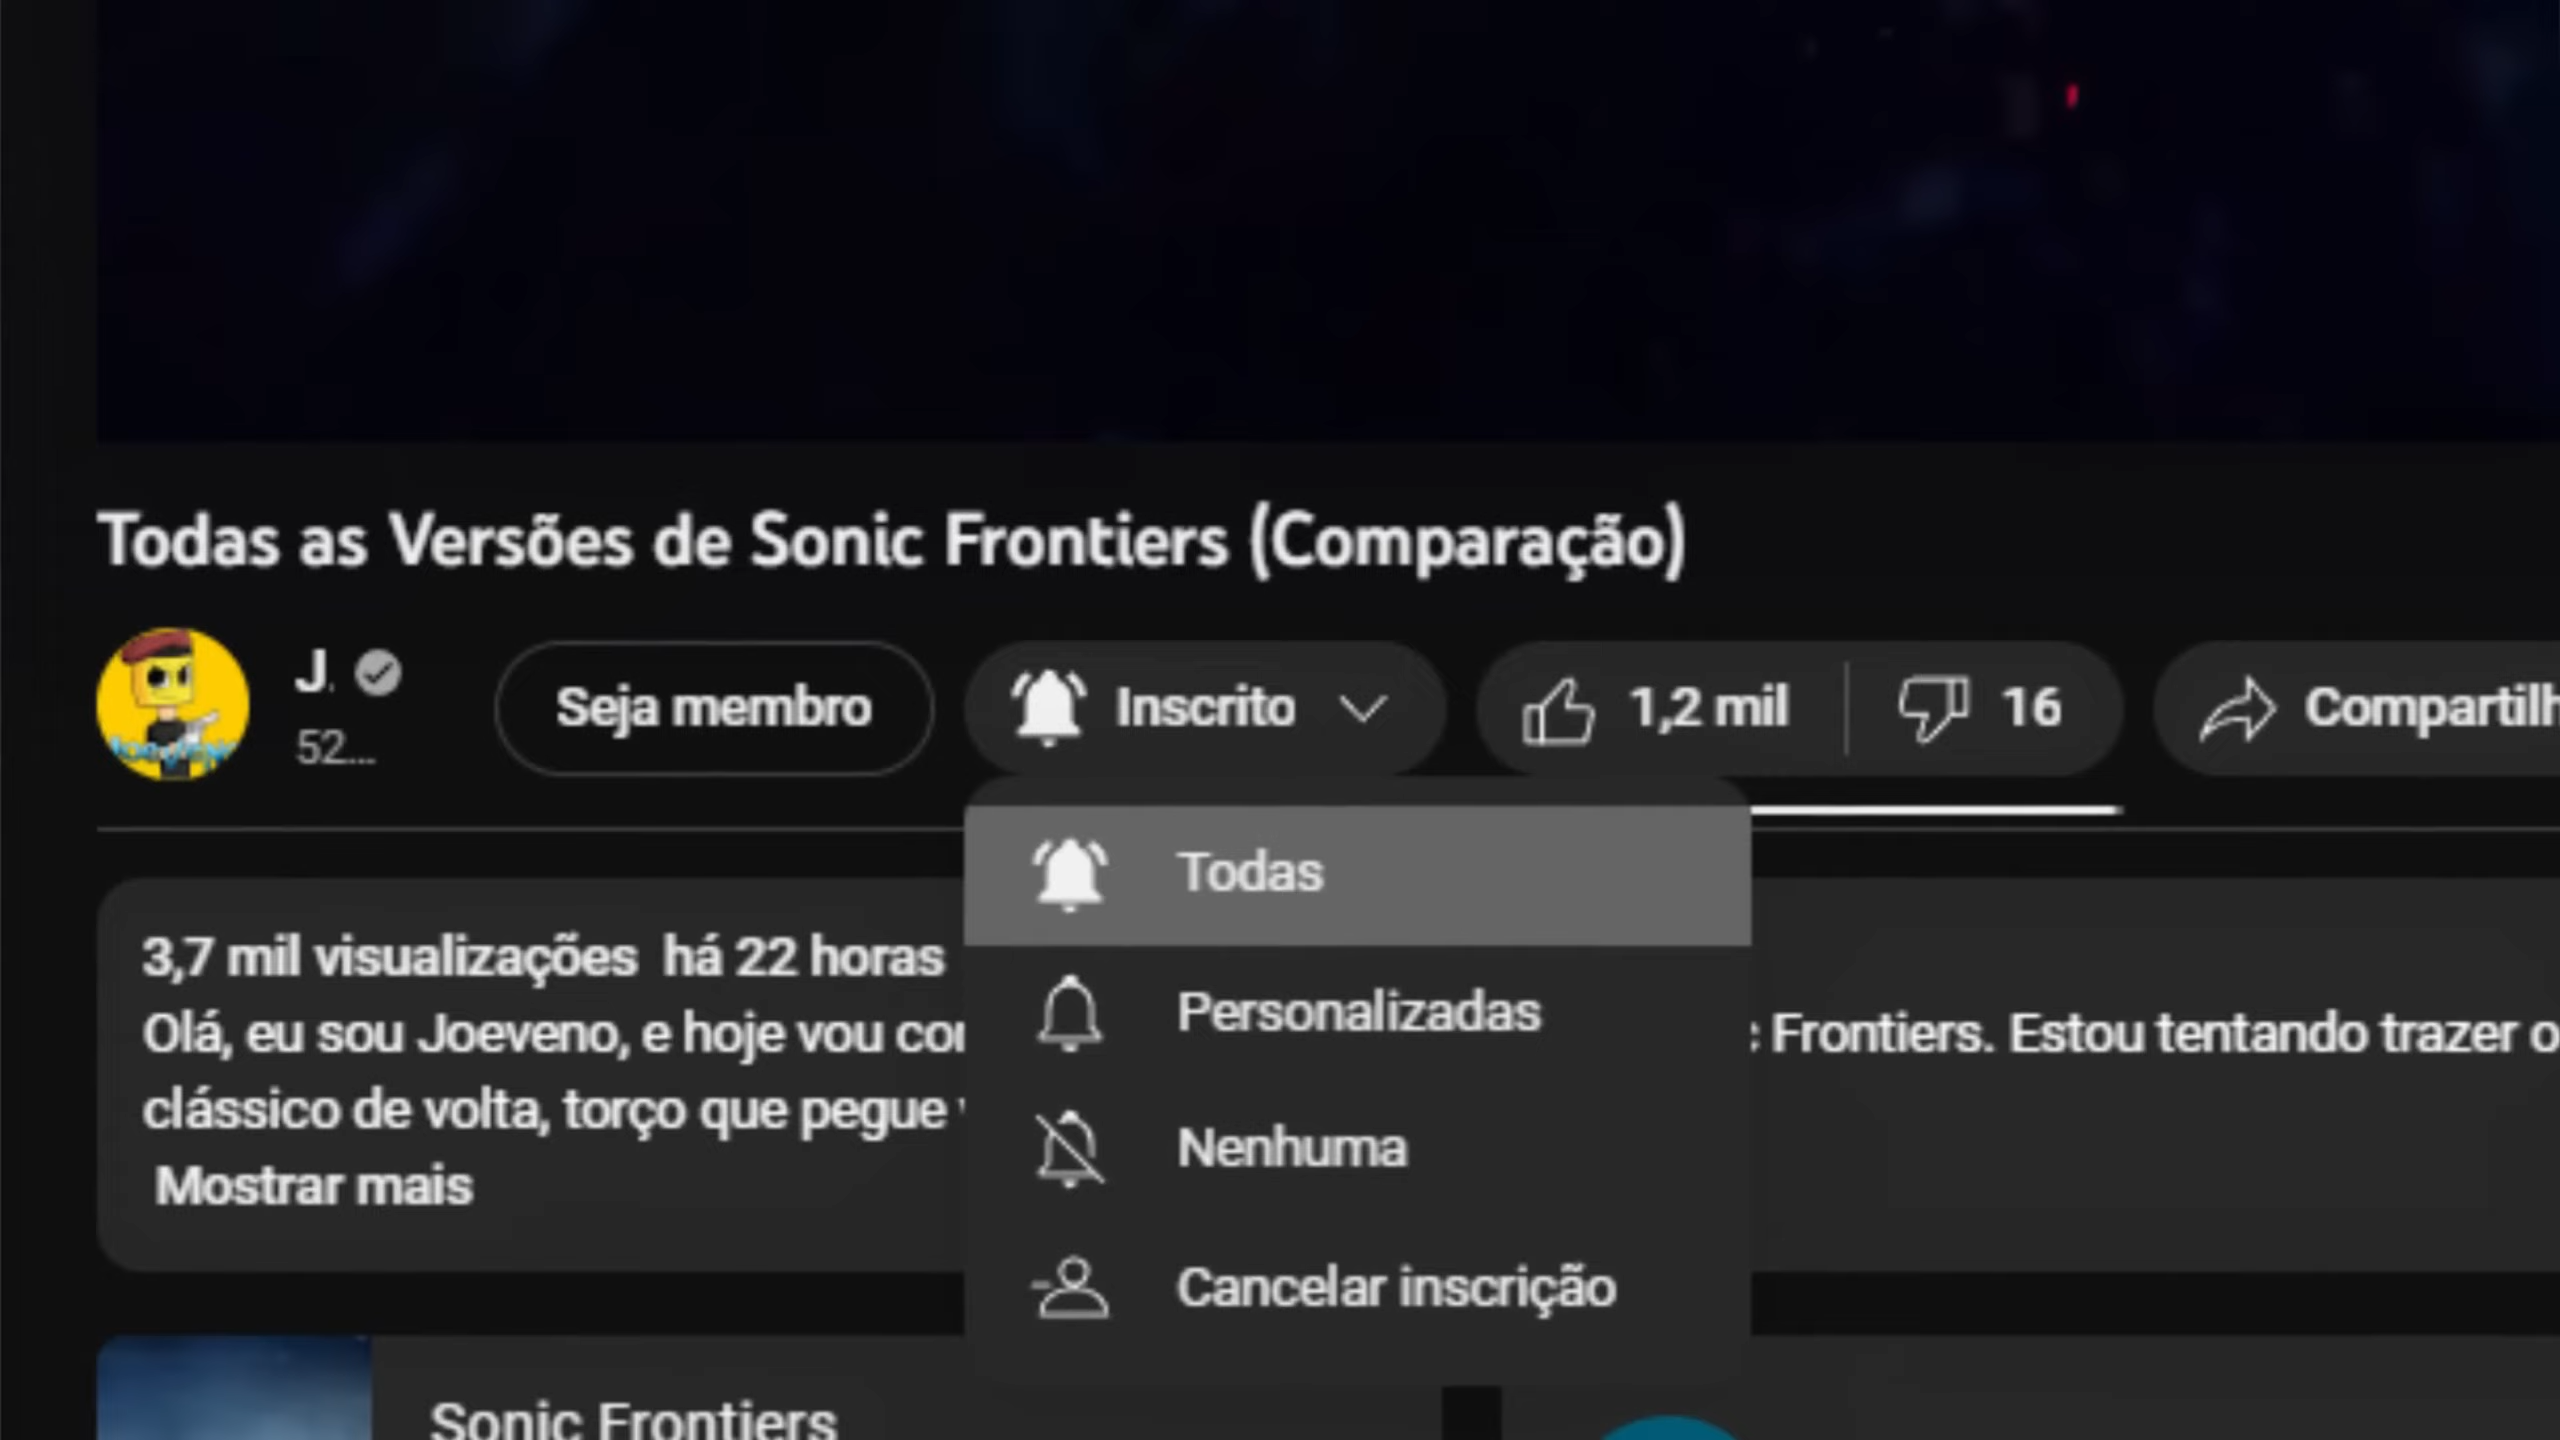 Todas as Versões de Sonic Frontiers (Comparação)
J.
52...
Seja membro
Inscrito
1,2 mil
16
Compartilh
Todas
Personalizadas
Nenhuma
Cancelar inscrição
3,7 mil visualizações há 22 horas
Olá, eu sou Joeveno, e hoje vou Frontiers. Estou tentando trazer o
clássico de volta, torço que pegue
Mostrar mais
Sonic Frontiers